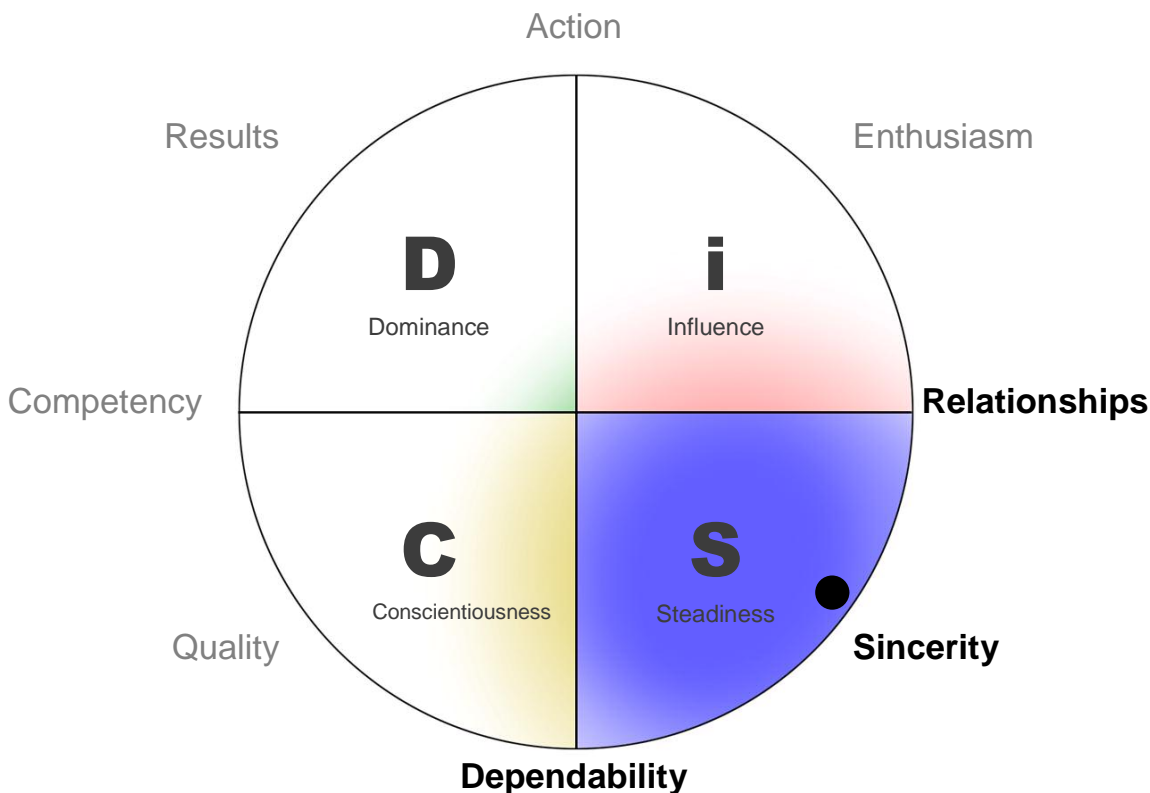 Action
Results
Enthusiasm
D
i
Dominance
Influence
Competency
Relationships
C
S
Conscientiousness
Steadiness
Quality
Sincerity
Dependability